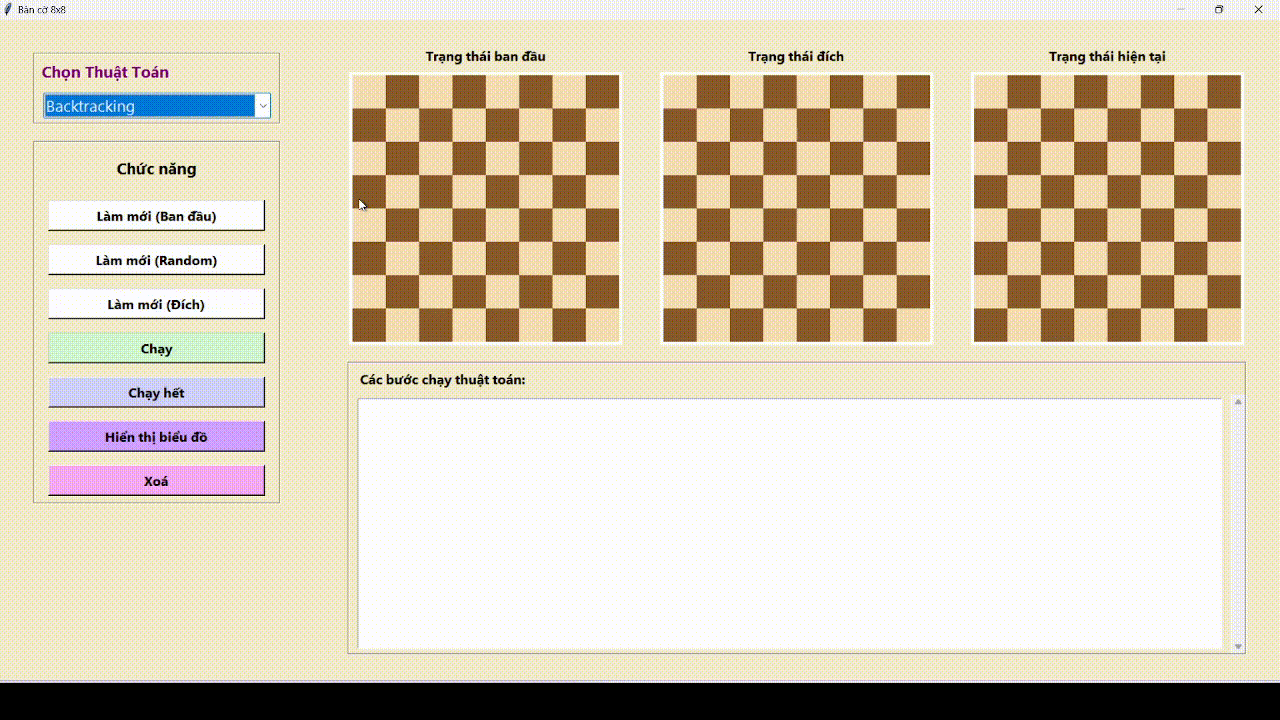 Bàn cờ 8x8
Chọn Thuật Toán
Backtracking
Chức năng
Làm mới (Ban đầu)
Làm mới (Random)
Làm mới (Đích)
Chạy
Chạy hết
Hiển thị biểu đồ
Xoá
Trạng thái ban đầu
Trạng thái đích
Trạng thái hiện tại
Các bước chạy thuật toán: